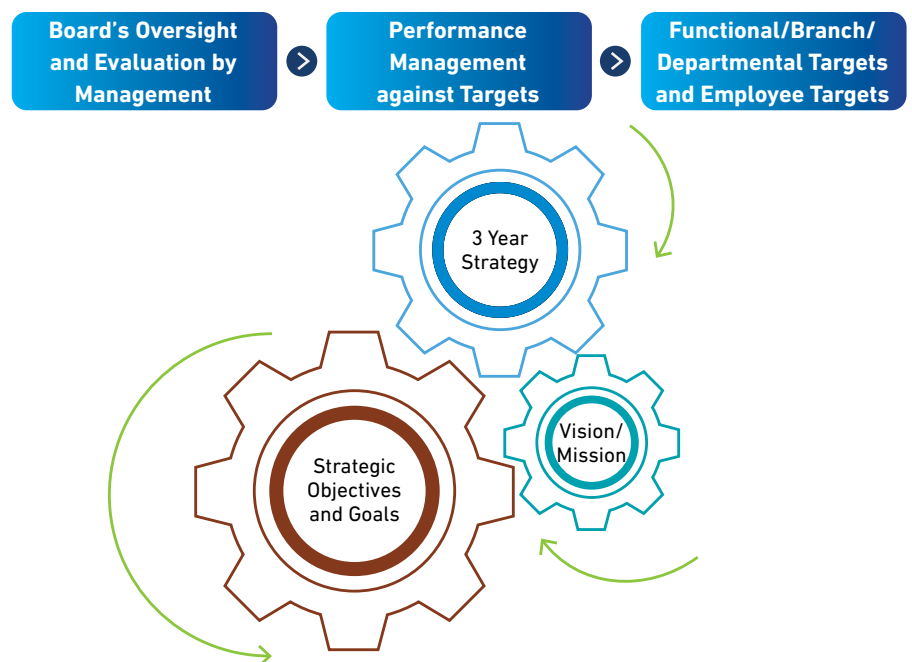 Board’s Oversight
and Evaluation by
Management
Performance
Management
against Targets
Functional/Branch/
Departmental Targets
and Employee Targets
3 Year
Strategy
Vision/
Mission
Strategic
Objectives
and Goals